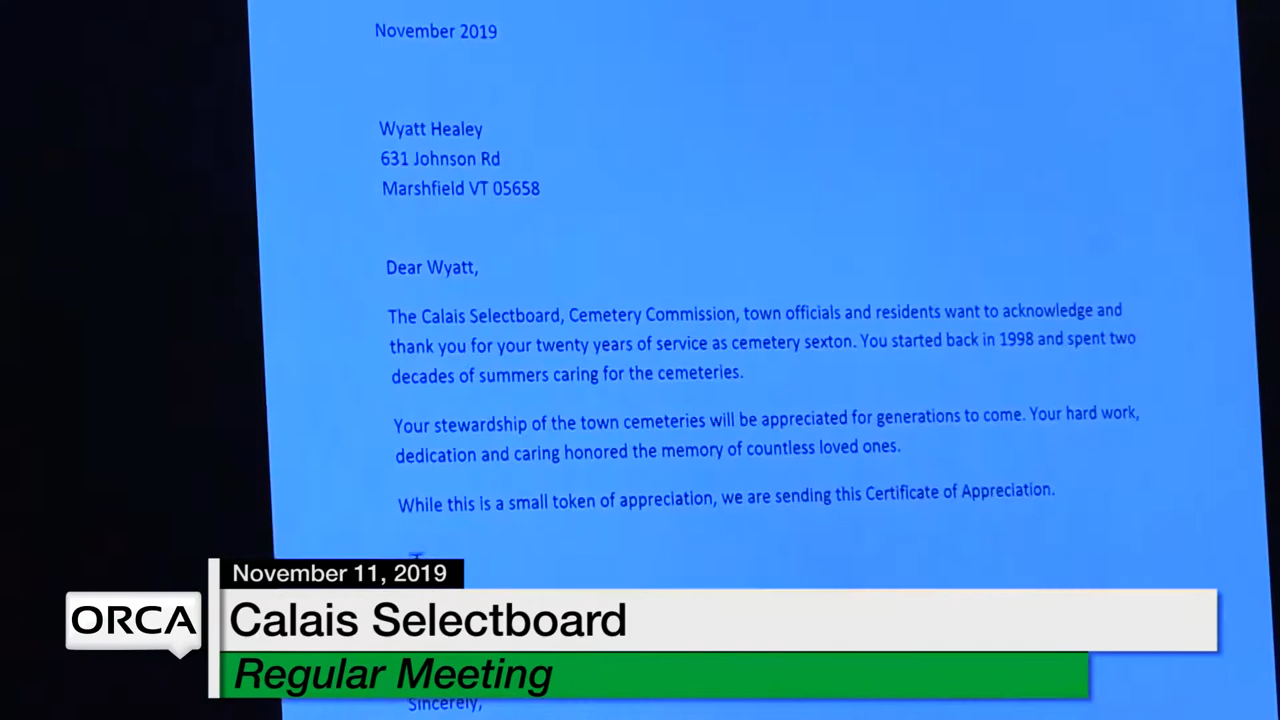 November 2019
Wyatt Healey
631 Johnson Rd
Marshfield VT 05658
Dear Wyatt,
The Calais Selectboard, Cemetery Commission, town officials and residents want to acknowledge and
thank you for your twenty years of service as cemetery sexton. You started back in 1998 and spent two
decades of summers caring for the cemeteries.
Your stewardship of the town cemeteries will be appreciated for generations to come. Your hard work,
dedication and caring honored the memory of countless loved ones.
While this is a small token of appreciation, we are sending this Certificate of Appreciation.
November 11, 2019
ORCA
Calais Selectboard
Regular Meeting
Sincerely,